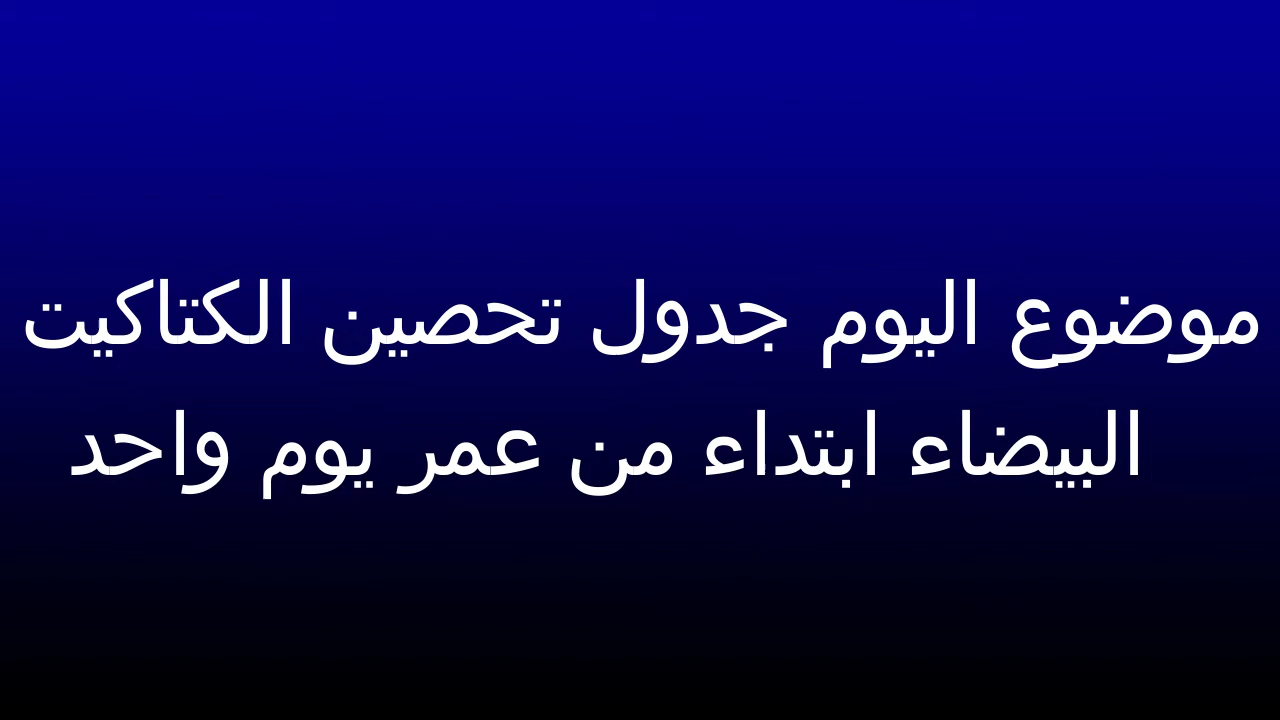 موضوع اليوم جدول تحصين الكتاكيت
البيضاء ابتداء من عمر يوم واحد